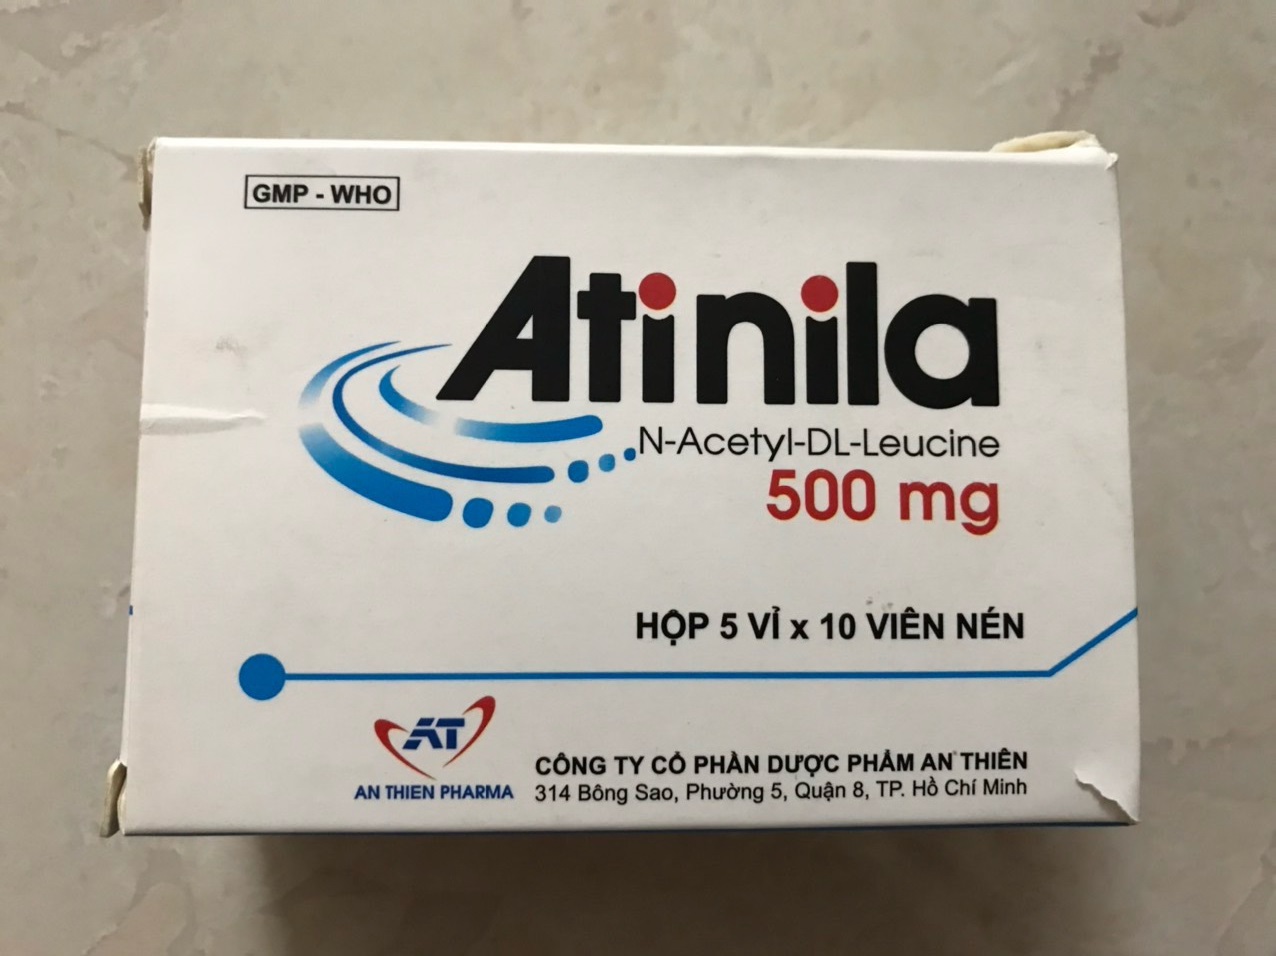 GMP - WHO
Atinila
N-Acetyl-DL-Leucine
500 mg
HỘP 5 VỈ x 10 VIÊN NÉN
AT
AN THIEN PHARMA
CÔNG TY CỔ PHẦN DƯỢC PHẨM AN THIÊN
314 Bông Sao, Phường 5, Quận 8, TP. Hồ Chí Minh